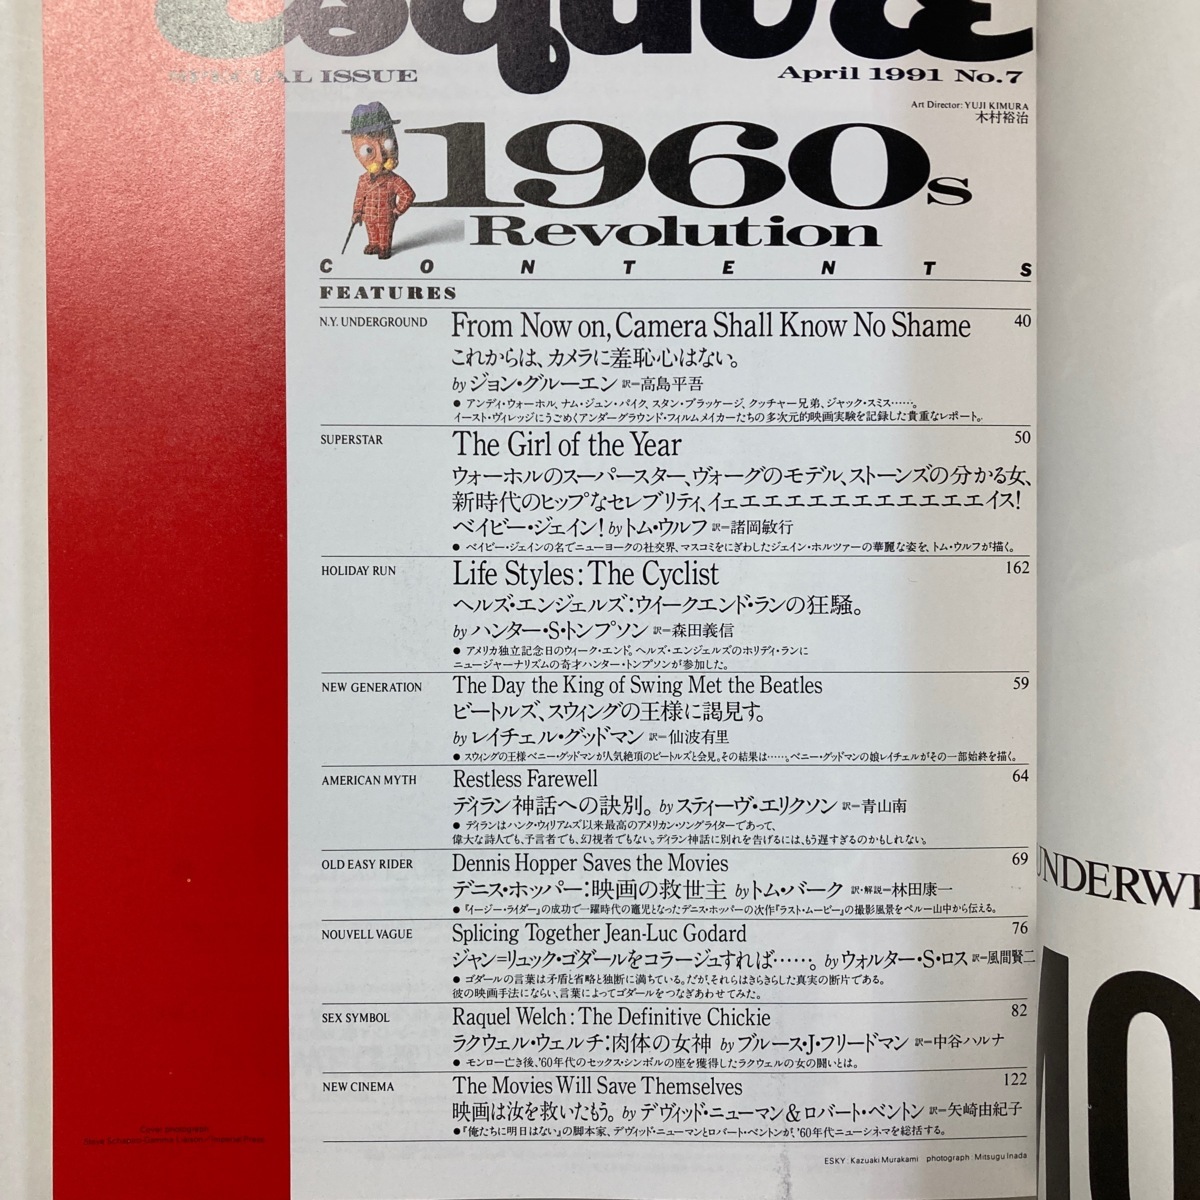 Esquire
SPECIAL ISSUE
April 1991 No.7
Art Director: YUJI KIMURA
木村裕治
1960s
Revolution
CONTENTS
FEATURES
N.Y. UNDERGROUND
From Now on, Camera Shall Know No Shame 40
これからは、カメラに羞恥心はない。
by ジョン・グルーエン 訳=高島平吾
● アンディ・ウォーホル、ナム・ジュン・パイク、スタン・ブラッケージ、クッチャー兄弟、ジャック・スミス……。
イースト・ヴィレッジにうごめくアンダーグラウンド・フィルムメイカーたちの多次元的映画実験を記録した貴重なレポート。
SUPERSTAR
The Girl of the Year 50
ウォーホルのスーパースター、ヴォーグのモデル、ストーンズの分かる女、
新時代のヒップなセレブリティ、イェエエエエエエエエエエエイス!
ベイビー・ジェイン! by トム・ウルフ 訳=諸岡敏行
● ベイビー・ジェインの名でニューヨークの社交界、マスコミをにぎわしたジェイン・ホルツァーの華麗な姿を、トム・ウルフが描く。
HOLIDAY RUN
Life Styles: The Cyclist 162
ヘルズ・エンジェルズ:ウイークエンド・ランの狂騒。
by ハンター・S・トンプソン 訳=森田義信
● アメリカ独立記念日のウィーク・エンド。ヘルズ・エンジェルズのホリディ・ランに
ニュージャーナリズムの奇才ハンター・トンプソンが参加した。
NEW GENERATION
The Day the King of Swing Met the Beatles 59
ビートルズ、スウィングの王様に謁見す。
by レイチェル・グッドマン 訳=仙波有里
● スウィングの王様ベニー・グッドマンが人気絶頂のビートルズと会見。その結果は……。ベニー・グッドマンの娘レイチェルがその一部始終を描く。
AMERICAN MYTH
Restless Farewell 64
ディラン神話への訣別。 by スティーヴ・エリクソン 訳=青山南
● ディランはハンク・ウィリアムズ以来最高のアメリカン・ソングライターであって、
偉大な詩人でも、予言者でも、幻視者でもない。ディラン神話に別れを告げるには、もう遅すぎるのかもしれない。
OLD EASY RIDER
Dennis Hopper Saves the Movies 69
デニス・ホッパー:映画の救世主 by トム・バーク 訳・解説=林田康一
● 『イージー・ライダー』の成功で一躍時代の寵児となったデニス・ホッパーの次作『ラスト・ムービー』の撮影風景をペルー山中から伝える。
NOUVELL VAGUE
Splicing Together Jean-Luc Godard 76
ジャン=リュック・ゴダールをコラージュすれば……。 by ウォルター・S・ロス 訳=風間賢二
● ゴダールの言葉は矛盾と省略と独断に満ちている。だが、それらはきらきらした真実の断片である。
彼の映画手法にならい、言葉によってゴダールをつなぎあわせてみた。
SEX SYMBOL
Raquel Welch: The Definitive Chickie 82
ラクウェル・ウェルチ:肉体の女神 by ブルース・J・フリードマン 訳=中谷ハルナ
● モンロー亡き後、'60年代のセックス・シンボルの座を獲得したラクウェルの女の闘いとは。
NEW CINEMA
The Movies Will Save Themselves 122
映画は汝を救いたもう。 by デヴィッド・ニューマン&ロバート・ベントン 訳=矢崎由紀子
● 『俺たちに明日はない』の脚本家、デヴィッド・ニューマンとロバート・ベントンが、'60年代ニューシネマを総括する。
ESKY: Kazuaki Murakami photograph: Mitsugu Inada
Cover photograph:
UNDERW
10